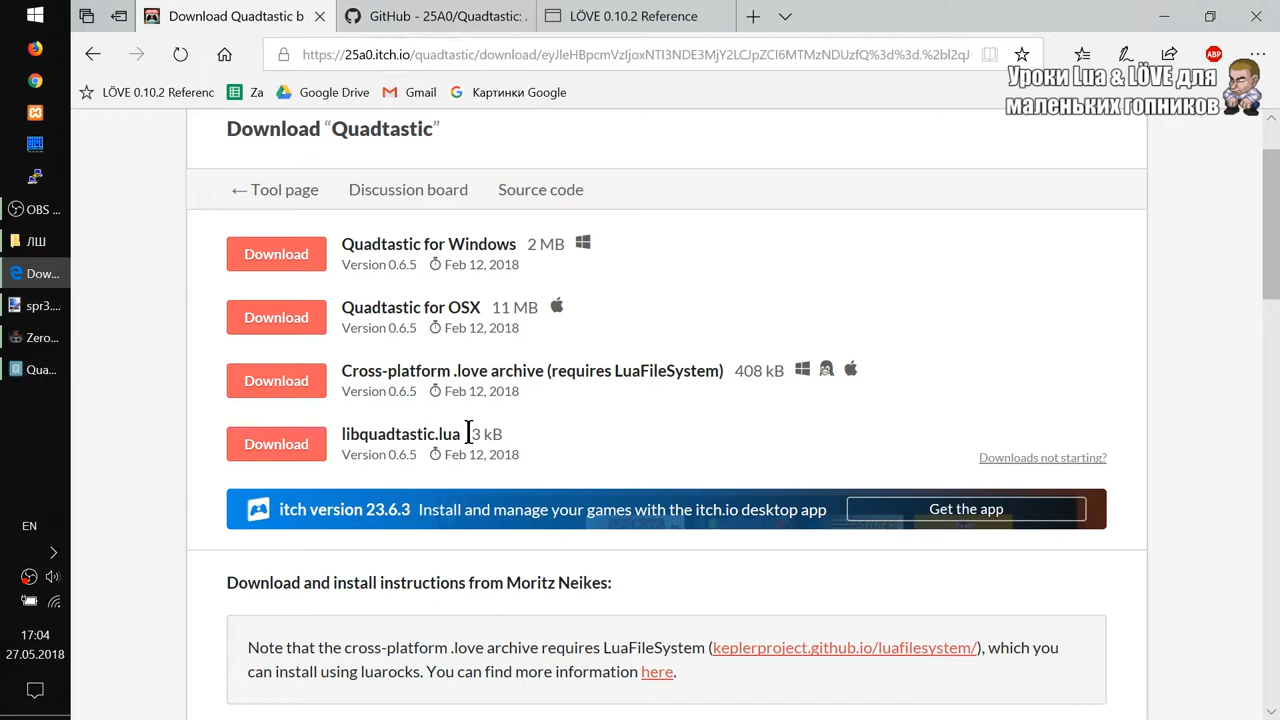 Download Quadtastic b
GitHub - 25A0/Quadtastic: .
LÖVE 0.10.2 Reference
https://25a0.itch.io/quadtastic/download/
ABP
LÖVE 0.10.2 Referenc
Za
Google Drive
Gmail
Картинки Google
Уроки Lua & LÖVE для
маленьких гопников
Download “Quadtastic”
← Tool page
Discussion board
Source code
Download
Quadtastic for Windows 2 MB
Version 0.6.5 Feb 12, 2018
Download
Quadtastic for OSX 11 MB
Version 0.6.5 Feb 12, 2018
Download
Cross-platform .love archive (requires LuaFileSystem) 408 kB
Version 0.6.5 Feb 12, 2018
Download
libquadtastic.lua 3 kB
Version 0.6.5 Feb 12, 2018
Downloads not starting?
itch version 23.6.3 Install and manage your games with the itch.io desktop app
Get the app
Download and install instructions from Moritz Neikes:
Note that the cross-platform .love archive requires LuaFileSystem (keplerproject.github.io/luafilesystem/), which you
can install using luarocks. You can find more information here.
OBS ...
ЛШ
Dow...
spr3....
Zero...
Qua...
EN
17:04
27.05.2018